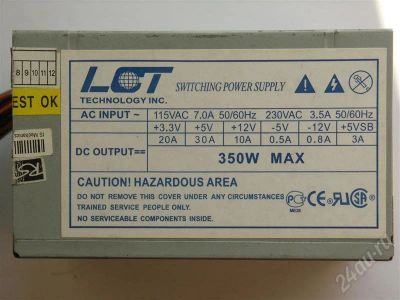 8 9 10 11 12
EST OK
LCT
TECHNOLOGY INC.
SWITCHING POWER SUPPLY
AC INPUT ~ 115VAC 7.0A 50/60Hz 230VAC 3.5A 50/60Hz
DC OUTPUT== +3.3V +5V +12V -5V -12V +5VSB
20A 30A 10A 0.5A 0.8A 3A
350W MAX
CAUTION! HAZARDOUS AREA
DO NOT REMOVE THIS COVER UNDER ANY CIRCUMSTANCES
TRAINED SERVICE PERSONNEL ONLY.
NO SERVICEABLE COMPONENTS INSIDE.
24au.ru